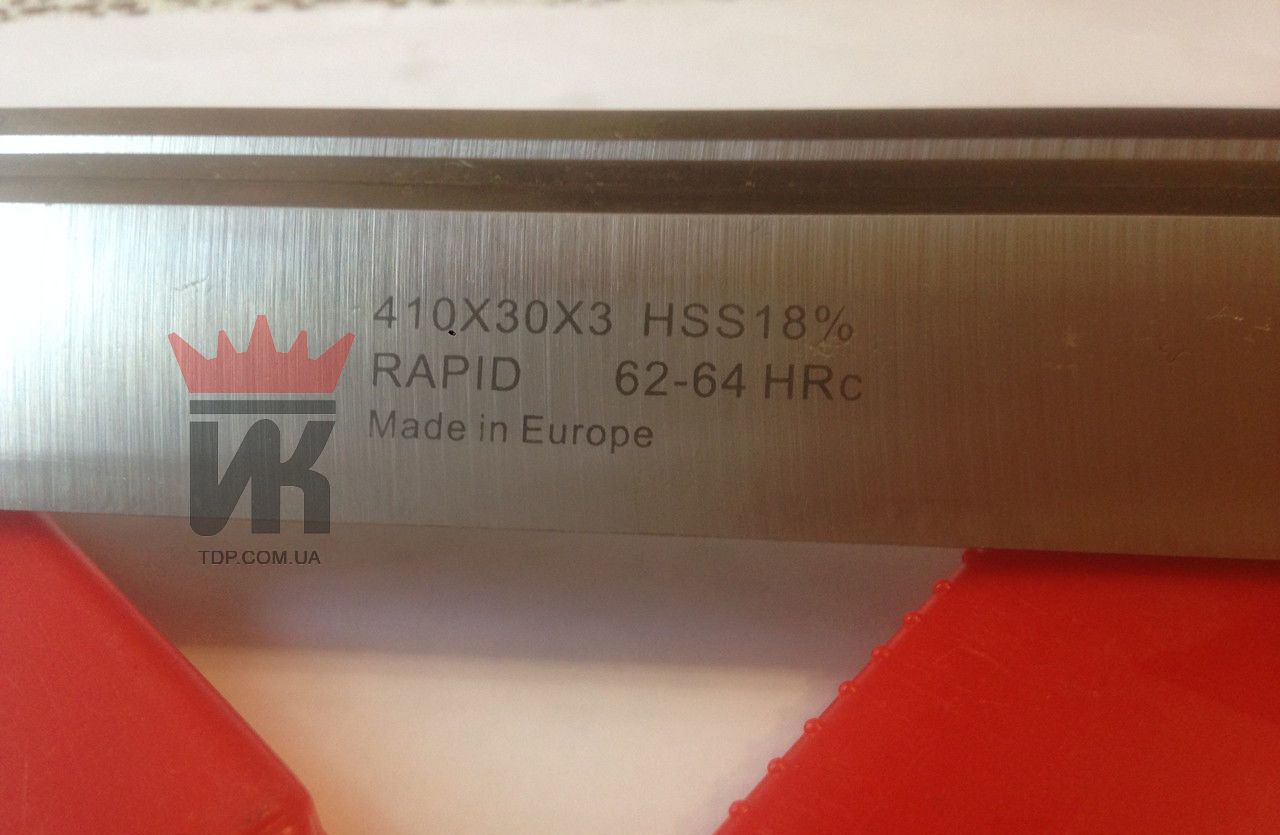 410X30X3 HSS18%
RAPID 62-64 HRc
Made in Europe
ИК
TDP.COM.UA